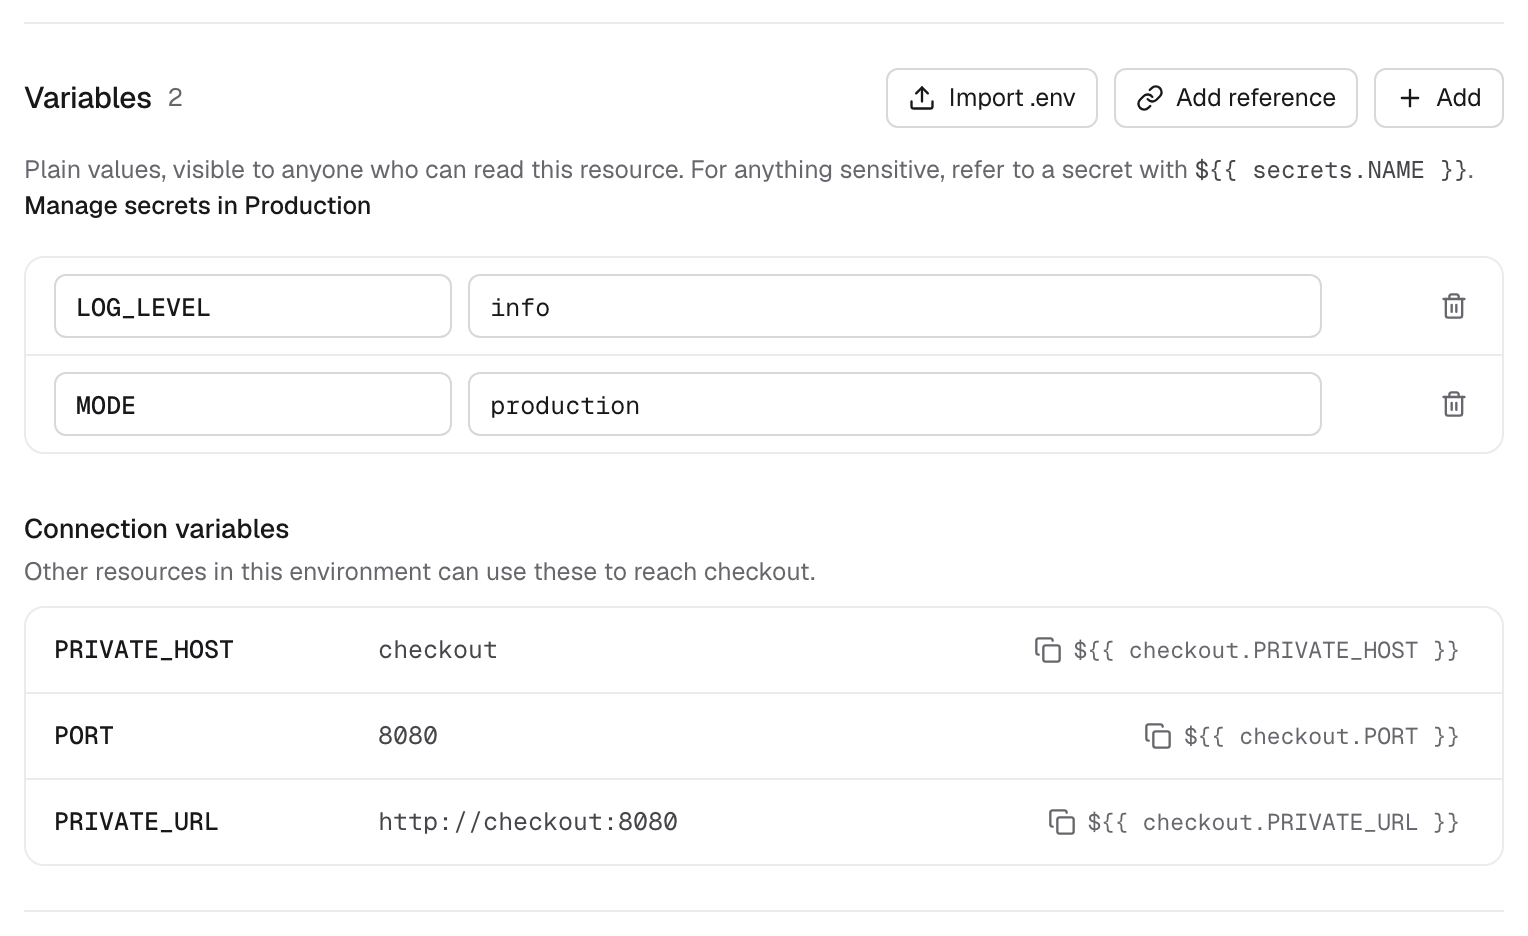 Variables 2
Import .env
Add reference
Add
Plain values, visible to anyone who can read this resource. For anything sensitive, refer to a secret with ${{ secrets.NAME }}.
Manage secrets in Production
LOG_LEVEL info
MODE production
Connection variables
Other resources in this environment can use these to reach checkout.
PRIVATE_HOST checkout ${{ checkout.PRIVATE_HOST }}
PORT 8080 ${{ checkout.PORT }}
PRIVATE_URL http://checkout:8080 ${{ checkout.PRIVATE_URL }}